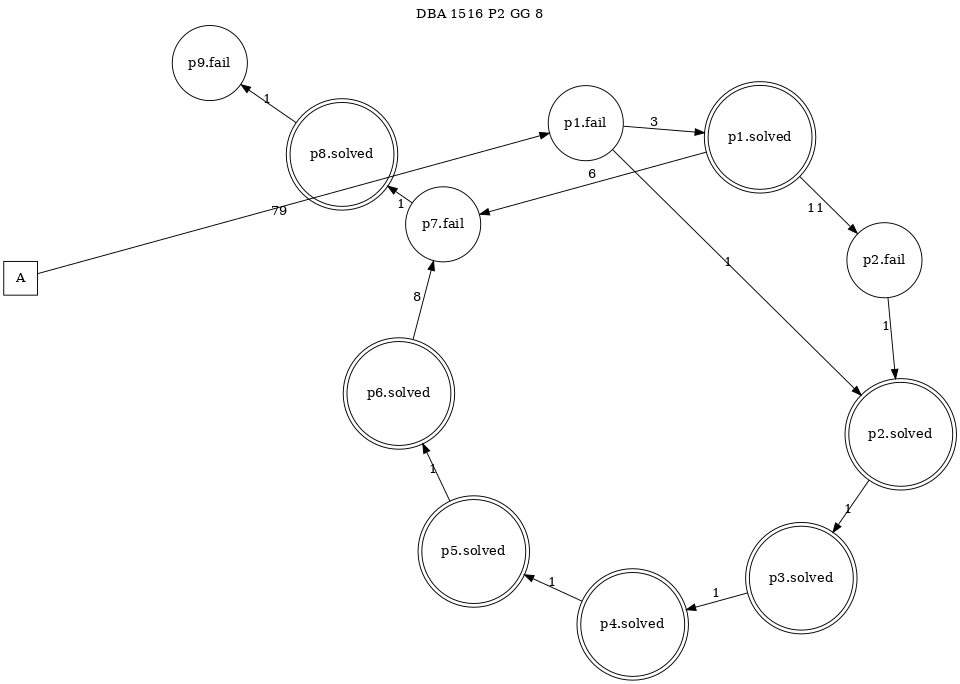 DBA 1516 P2 GG 8
p9.fail
1
p1.fail
3
p1.solved
p8.solved
6
1
79
p7.fail
11
p2.fail
1
A
8
1
p6.solved
p2.solved
1
1
p5.solved
p3.solved
1
1
p4.solved